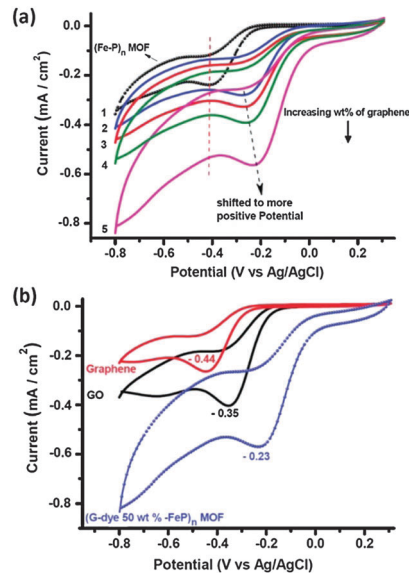 (a)
0.0
-0.2
-0.4
-0.6
-0.8
Current (mA / cm²)
(Fe-P)n MOF
1
2
3
4
5
Increasing wt% of graphene
shifted to more
positive Potential
-0.8 -0.6 -0.4 -0.2 0.0 0.2
Potential (V vs Ag/AgCl)
(b)
0.0
-0.2
-0.4
-0.6
-0.8
Current (mA / cm²)
Graphene
- 0.44
GO
- 0.35
- 0.23
(G-dye 50 wt % -FeP)n MOF
-0.8 -0.6 -0.4 -0.2 0.0 0.2
Potential (V vs Ag/AgCl)